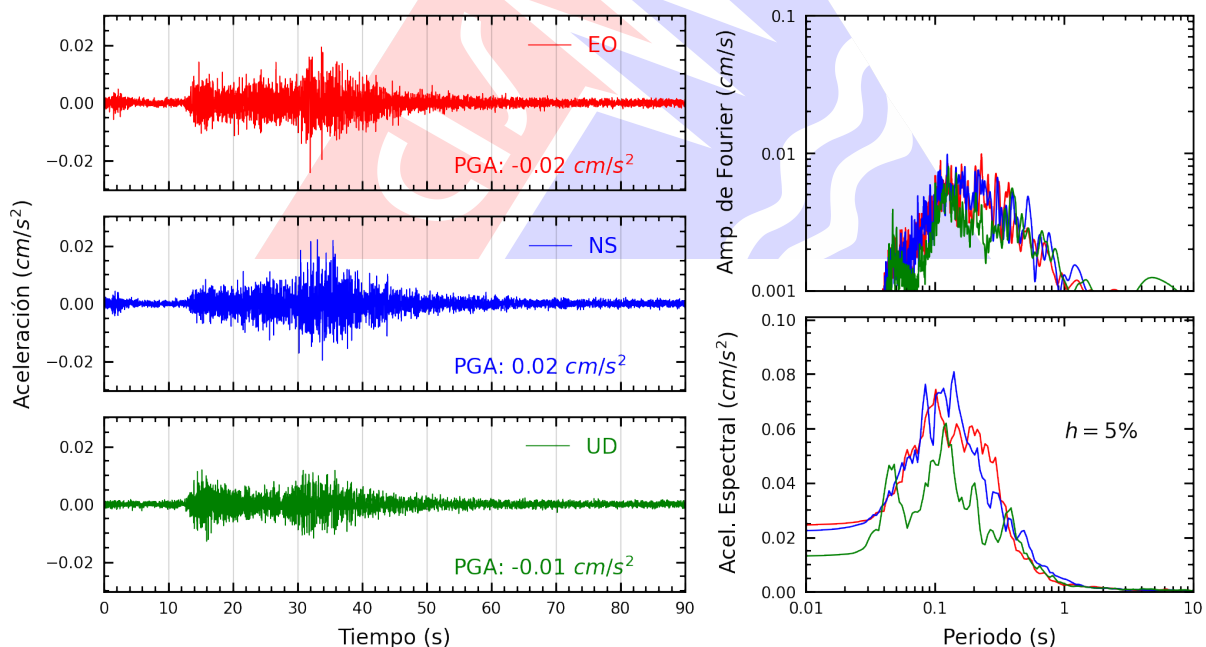 Aceleración (cm/s²)
0.02
0.00
−0.02
EO
PGA: -0.02 cm/s²
0.02
0.00
−0.02
NS
PGA: 0.02 cm/s²
0.02
0.00
−0.02
UD
PGA: -0.01 cm/s²
0 10 20 30 40 50 60 70 80 90
Tiempo (s)
Amp. de Fourier (cm/s)
0.1
0.01
0.001
Acel. Espectral (cm/s²)
0.10
0.08
0.06
0.04
0.02
0.00
h = 5%
0.01 0.1 1 10
Periodo (s)